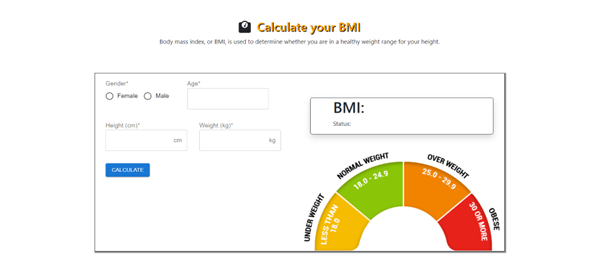 Calculate your BMI
Body mass index, or BMI, is used to determine whether you are in a healthy weight range for your height.
Gender*
Female
Male
Age*
Height (cm)*
cm
Weight (kg)*
kg
CALCULATE
BMI:
Status:
UNDER WEIGHT
LESS THAN
18.0
NORMAL WEIGHT
18.0 - 24.9
OVER WEIGHT
25.0 - 29.9
OBESE
30 OR MORE